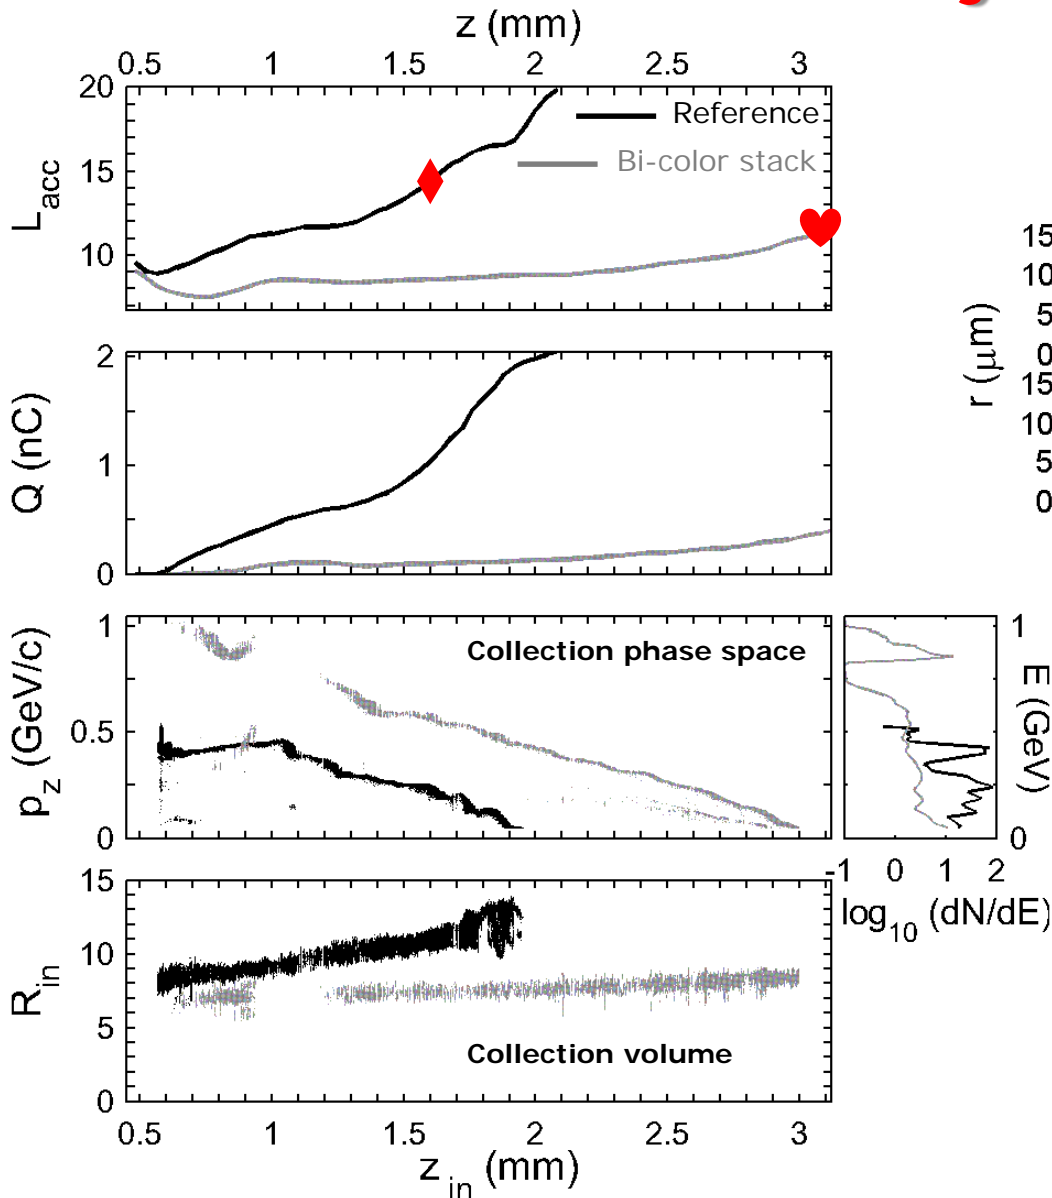 z (mm)
0.5 1 1.5 2 2.5 3
20
15
10
L_acc
Reference
Bi-color stack
2
1
0
Q (nC)
15
10
5
0
15
10
5
0
r (μm)
1
0.5
0
p_z (GeV/c)
Collection phase space
1
0
E (GeV)
-1 0 1 2
log_10 (dN/dE)
15
10
5
0
R_in
Collection volume
0.5 1 1.5 2 2.5 3
z_in (mm)